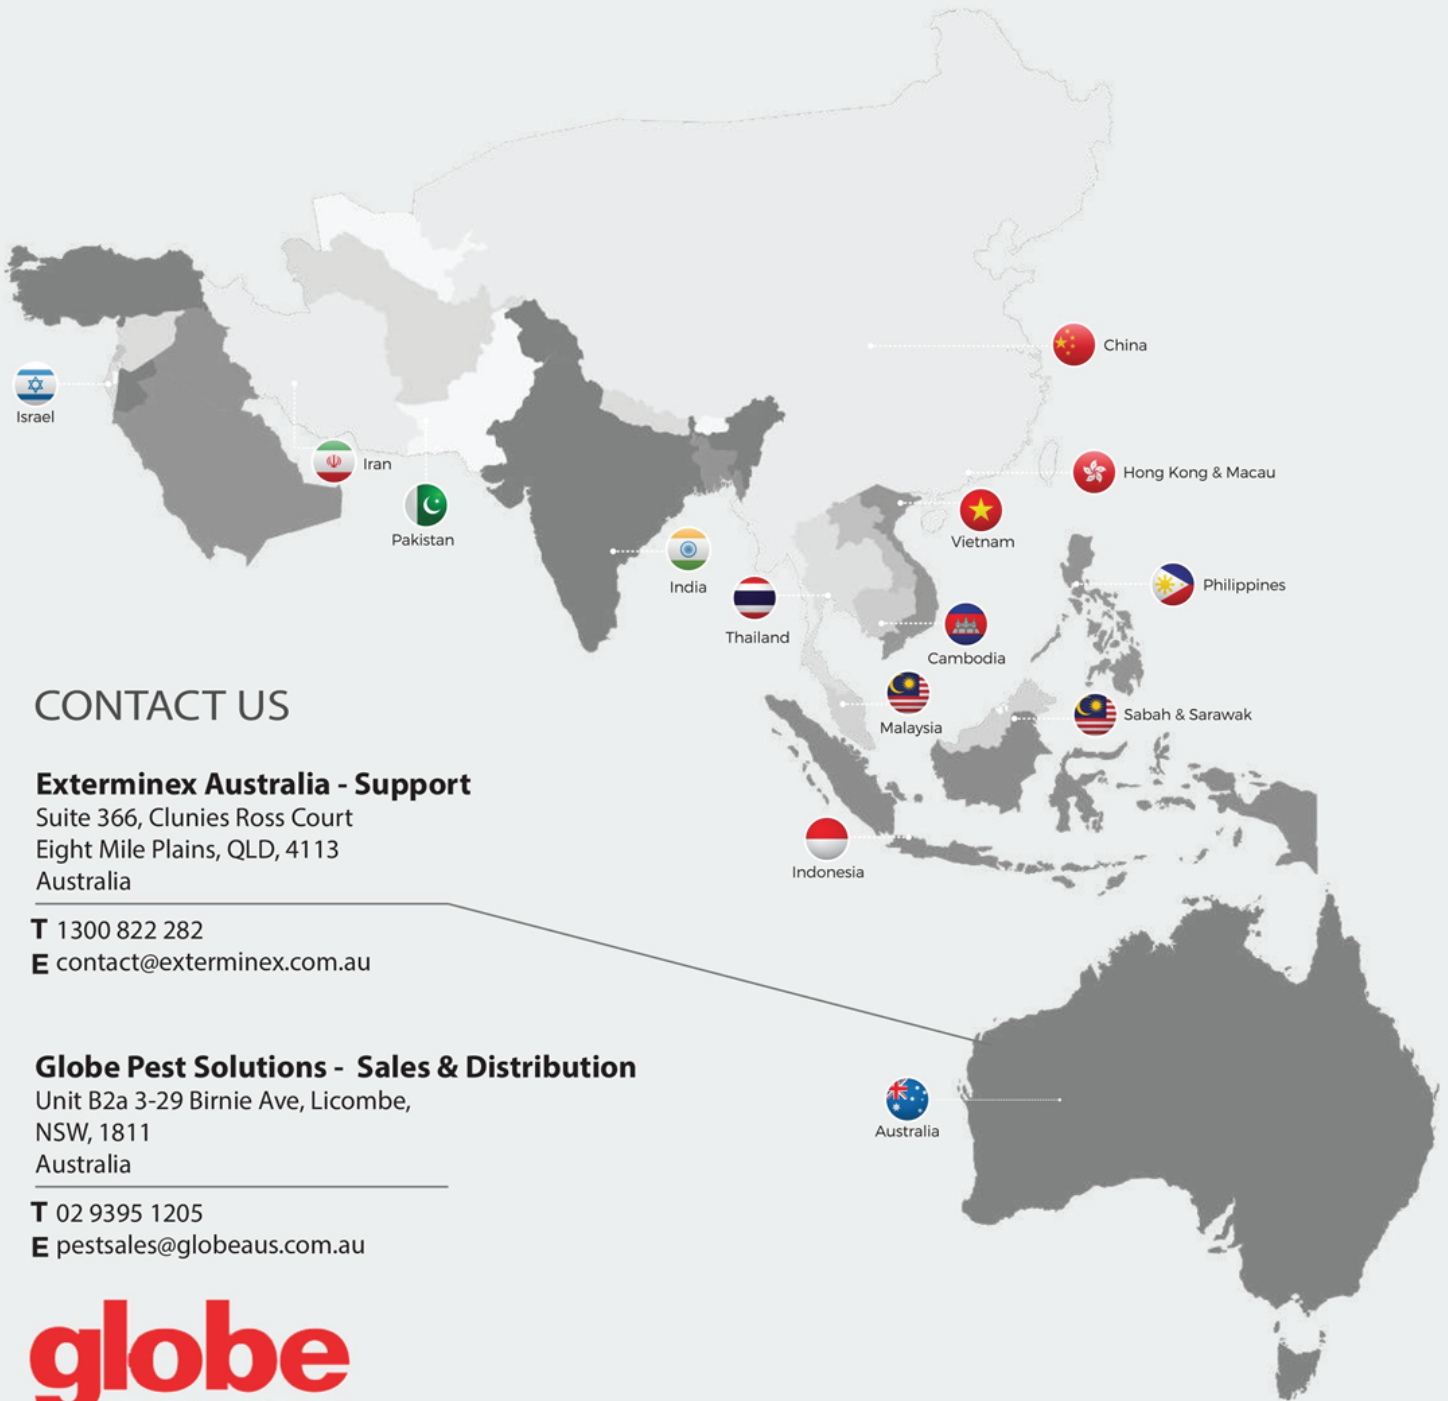 China
Israel
Iran
Hong Kong & Macau
Pakistan
Vietnam
India
Philippines
Thailand
Cambodia
Malaysia
Sabah & Sarawak
Indonesia
Australia
CONTACT US
Exterminex Australia - Support
Suite 366, Clunies Ross Court
Eight Mile Plains, QLD, 4113
Australia
T 1300 822 282
E contact@exterminex.com.au
Globe Pest Solutions - Sales & Distribution
Unit B2a 3-29 Birnie Ave, Licombe,
NSW, 1811
Australia
T 02 9395 1205
E pestsales@globeaus.com.au
globe